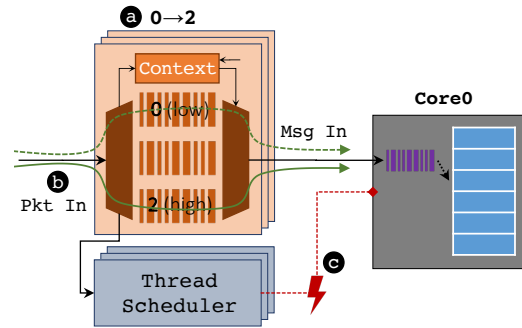 a 0→2
Context
0 (low)
Core0
Msg In
b
Pkt In
2 (high)
c
Thread
Scheduler